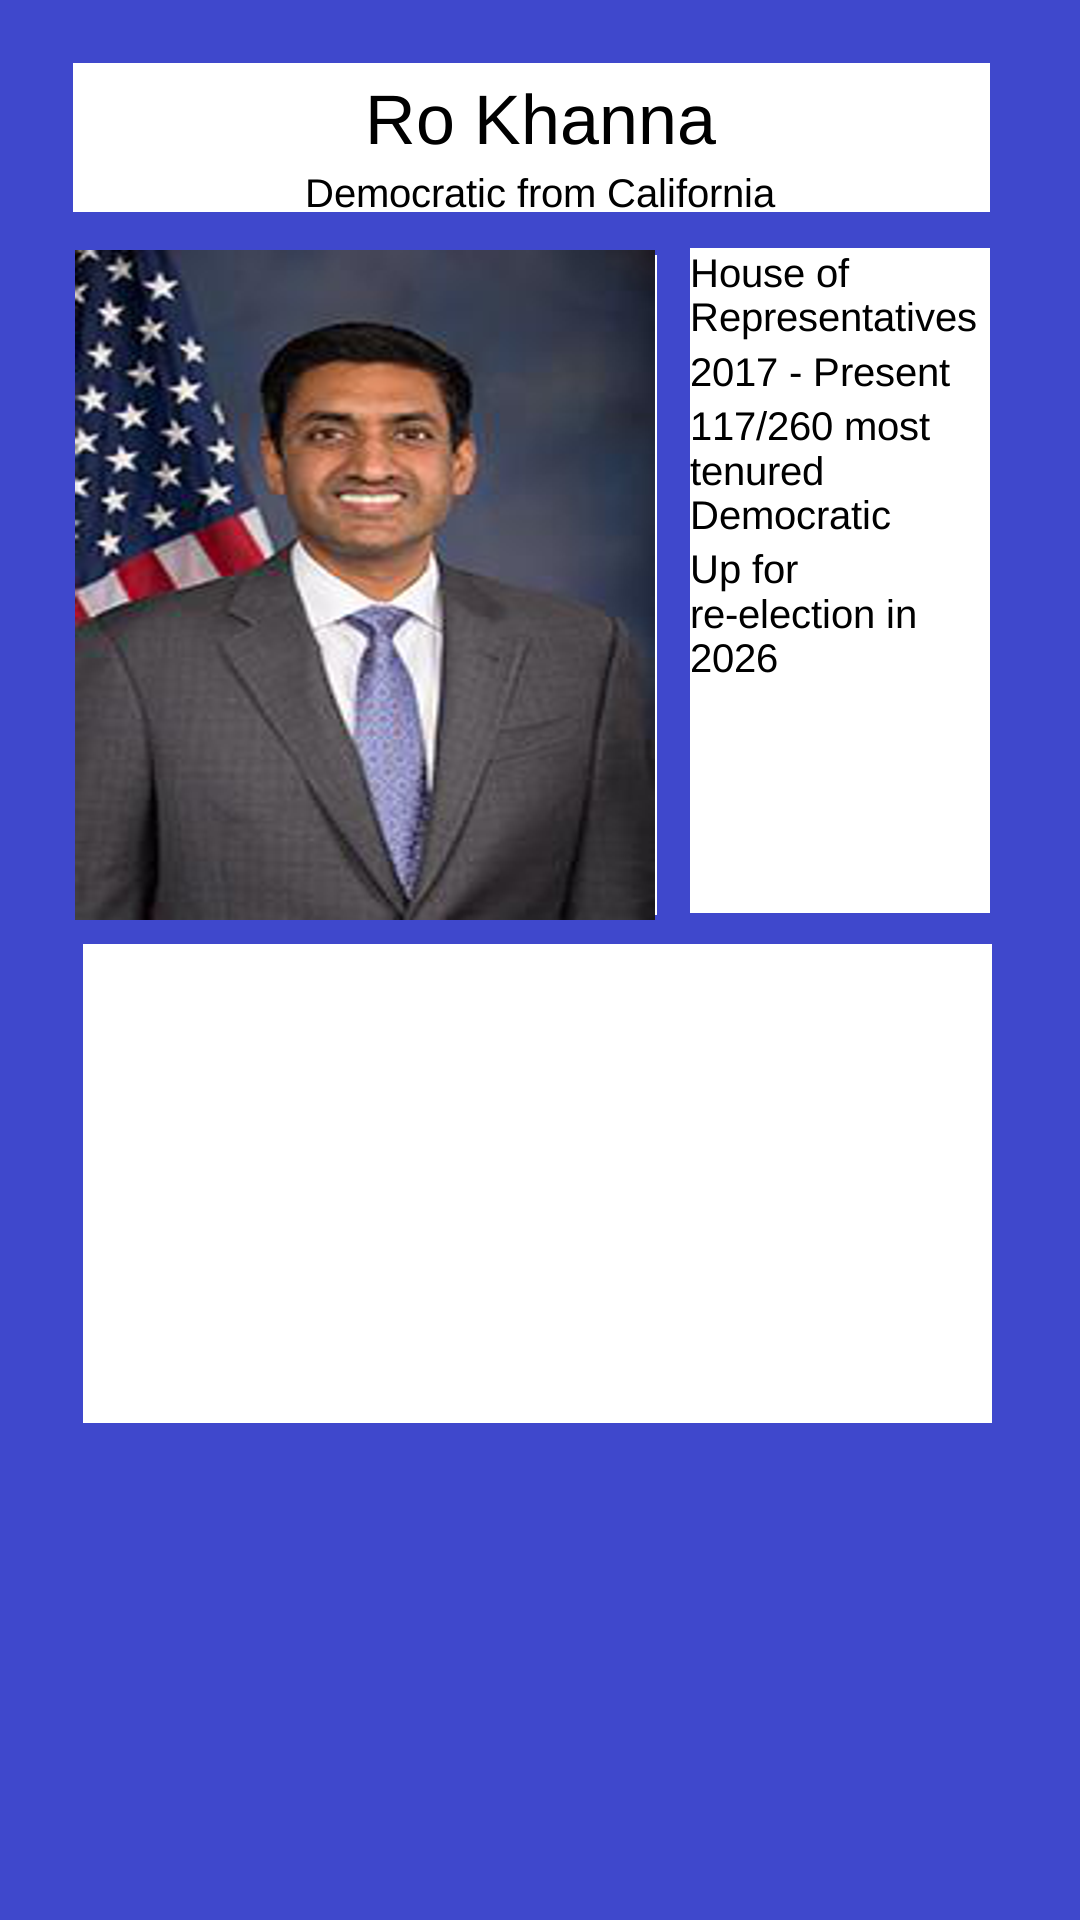 Ro Khanna
Democratic from California
House of
Representatives
2017 - Present
117/260 most
tenured
Democratic
Up for
re-election in
2026